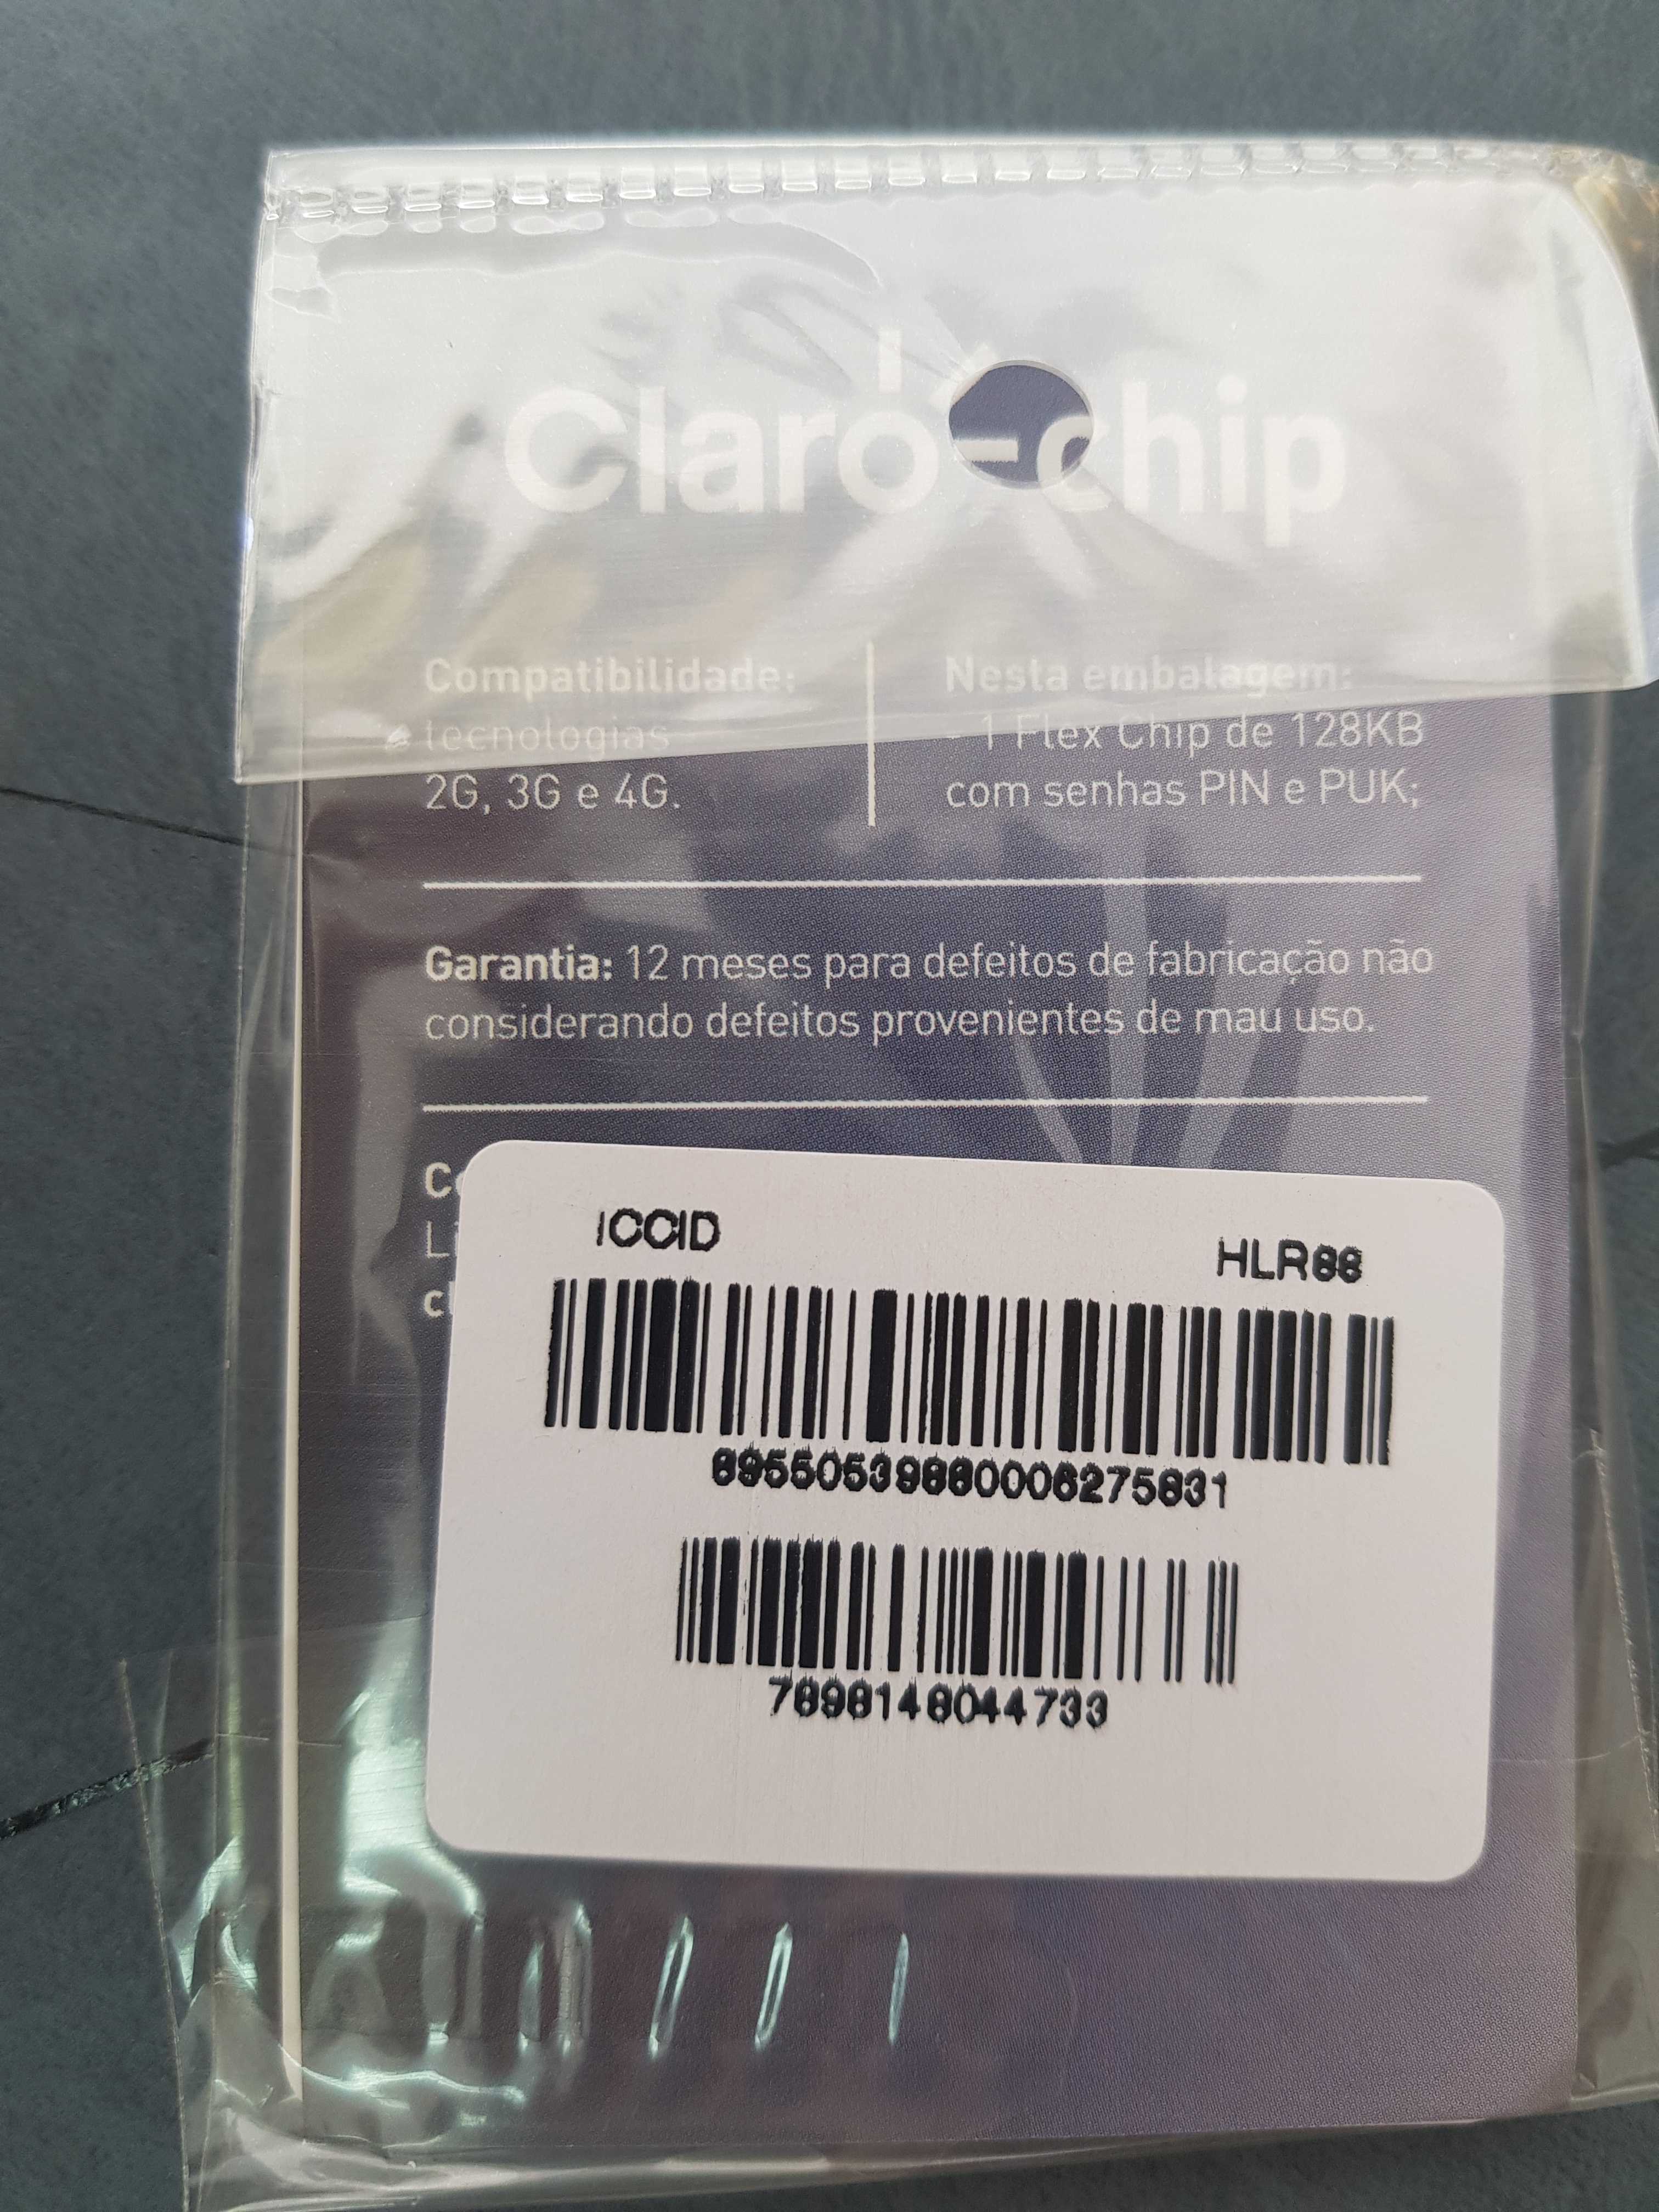 Claro-chip
Compatibilidade:
tecnologias
2G, 3G e 4G.
Nesta embalagem:
- 1 Flex Chip de 128KB
com senhas PIN e PUK;
Garantia: 12 meses para defeitos de fabricação não
considerando defeitos provenientes de mau uso.
ICCID
HLR88
89550539880006275831
7898148044733